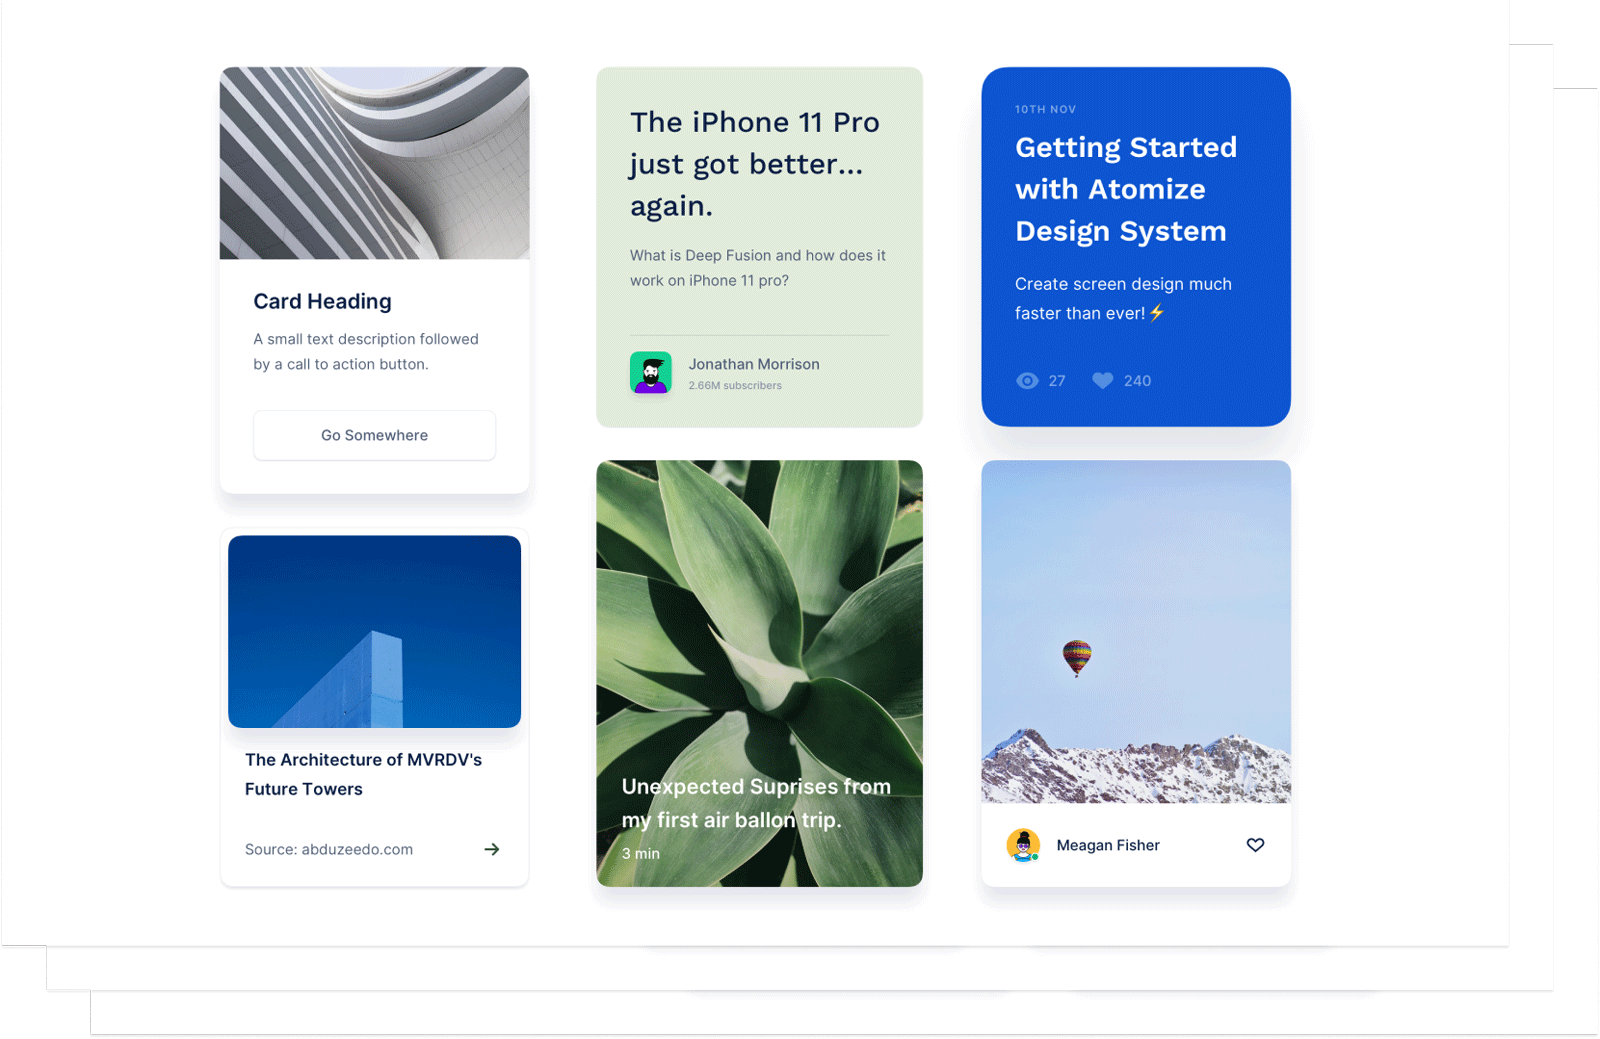 Card Heading
A small text description followed
by a call to action button.
Go Somewhere
The Architecture of MVRDV's
Future Towers
Source: abduzeedo.com
The iPhone 11 Pro
just got better...
again.
What is Deep Fusion and how does it
work on iPhone 11 pro?
Jonathan Morrison
2.66M subscribers
Unexpected Suprises from
my first air ballon trip.
3 min
10TH NOV
Getting Started
with Atomize
Design System
Create screen design much
faster than ever!⚡
27 240
Meagan Fisher